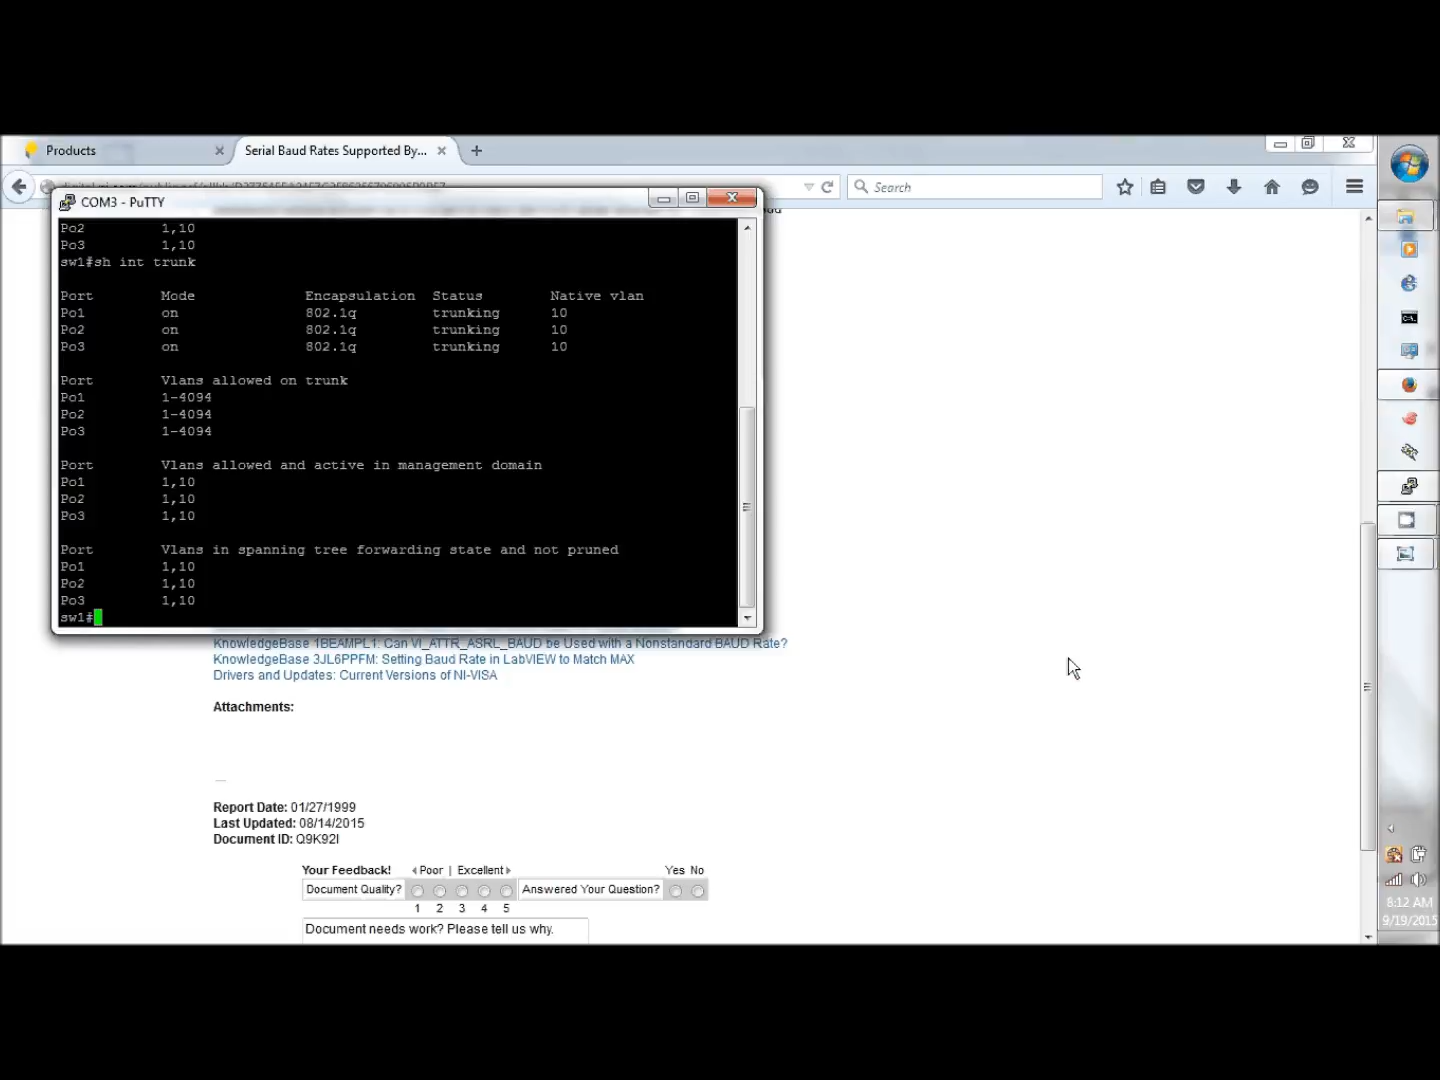 Products
Serial Baud Rates Supported By...
Search
COM3 - PuTTY
Po2 1,10
Po3 1,10
sw1#sh int trunk
Port Mode Encapsulation Status Native vlan
Po1 on 802.1q trunking 10
Po2 on 802.1q trunking 10
Po3 on 802.1q trunking 10
Port Vlans allowed on trunk
Po1 1-4094
Po2 1-4094
Po3 1-4094
Port Vlans allowed and active in management domain
Po1 1,10
Po2 1,10
Po3 1,10
Port Vlans in spanning tree forwarding state and not pruned
Po1 1,10
Po2 1,10
Po3 1,10
sw1#
KnowledgeBase 1BEAMPL1: Can VI_ATTR_ASRL_BAUD be Used with a Nonstandard BAUD Rate?
KnowledgeBase 3JL6PPFM: Setting Baud Rate in LabVIEW to Match MAX
Drivers and Updates: Current Versions of NI-VISA
Attachments:
Report Date: 01/27/1999
Last Updated: 08/14/2015
Document ID: Q9K92I
Your Feedback! Poor | Excellent Yes No
Document Quality? Answered Your Question?
1 2 3 4 5
Document needs work? Please tell us why.
8:12 AM
9/19/2015